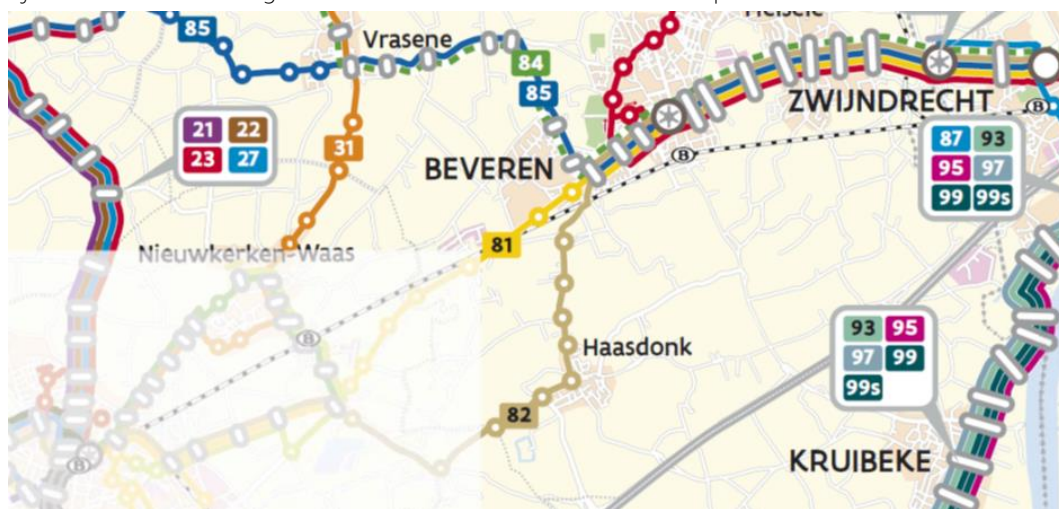 85
Vrasene
84
85
Melsele
ZWIJNDRECHT
B
21 22
23 27
31
BEVEREN
B
87 93
95 97
99 99s
Nieuwkerken-Waas
81
B
Haasdonk
93 95
97 99
99s
82
KRUIBEKE
B